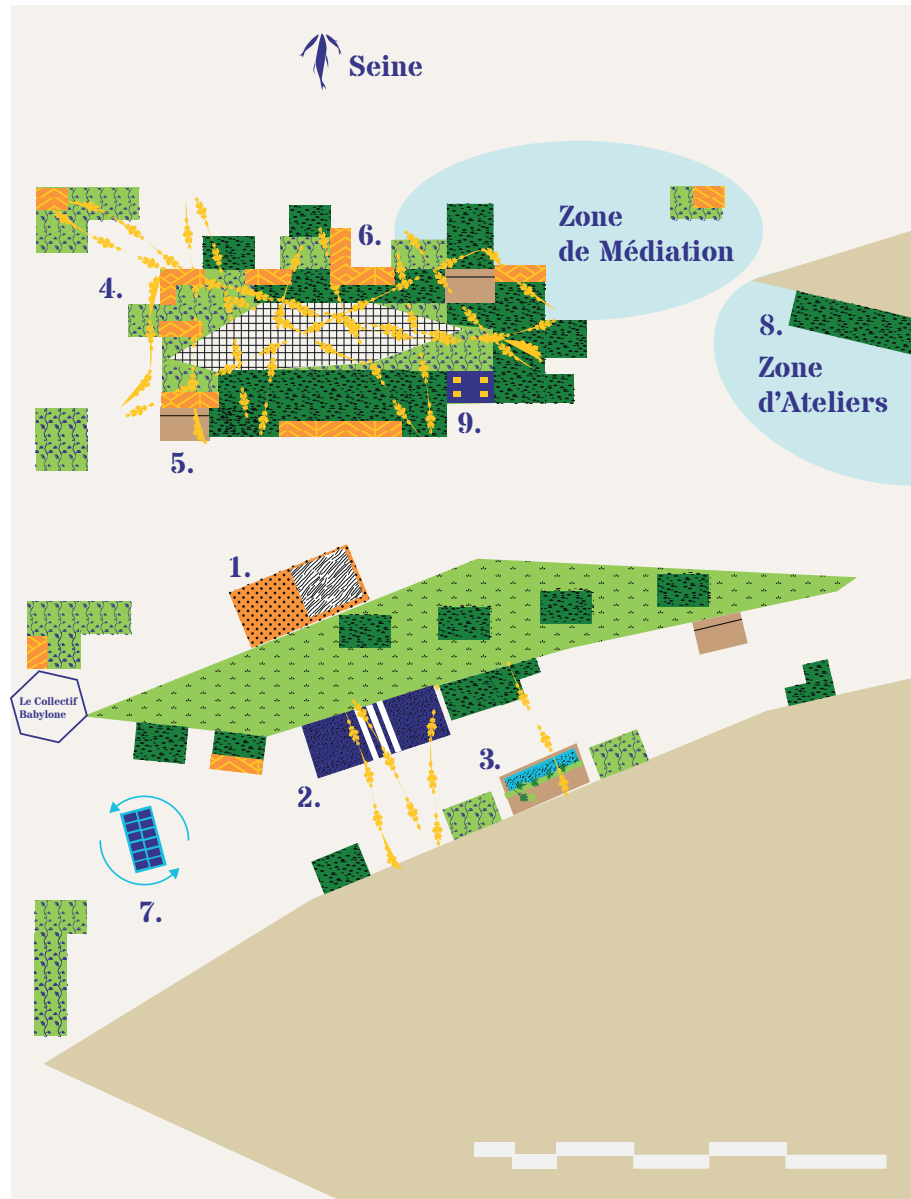 Seine
Zone
de Médiation
6.
4.
8.
Zone
d'Ateliers
9.
5.
1.
Le Collectif
Babylone
3.
2.
7.